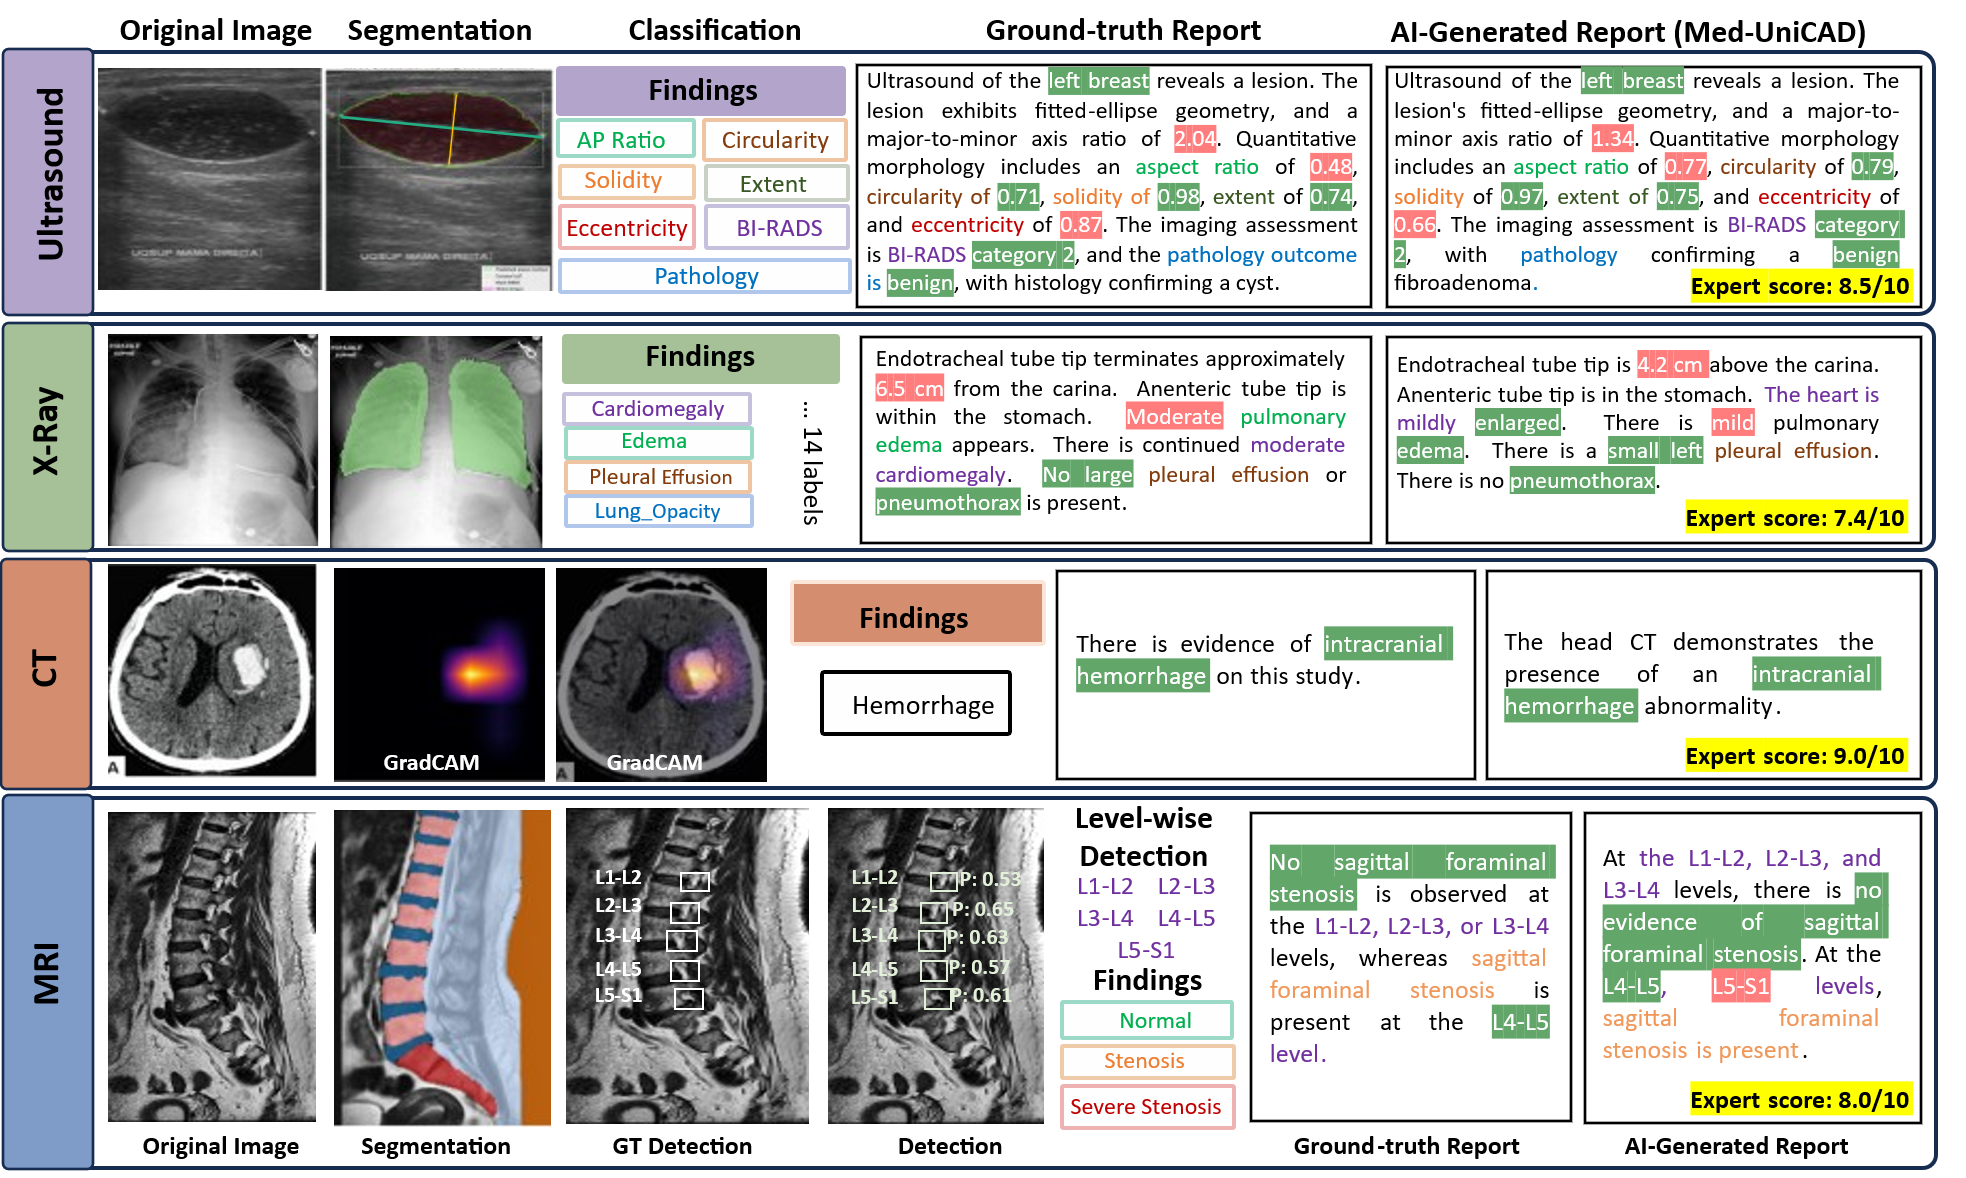 Original Image
Segmentation
Classification
Ground-truth Report
AI-Generated Report (Med-UniCAD)
Ultrasound
UGSUP MAMA DIRECTA
UGSUP MAMA DIRECTA
Findings
AP Ratio
Circularity
Solidity
Extent
Eccentricity
BI-RADS
Pathology
Ultrasound of the left breast reveals a lesion. The
lesion exhibits fitted-ellipse geometry, and a
major-to-minor axis ratio of 2.04. Quantitative
morphology includes an aspect ratio of 0.48,
circularity of 0.71, solidity of 0.98, extent of 0.74,
and eccentricity of 0.87. The imaging assessment
is BI-RADS category 2, and the pathology outcome
is benign, with histology confirming a cyst.
Ultrasound of the left breast reveals a lesion. The
lesion's fitted-ellipse geometry, and a major-to-
minor axis ratio of 1.34. Quantitative morphology
includes an aspect ratio of 0.77, circularity of 0.79,
solidity of 0.97, extent of 0.75, and eccentricity of
0.66. The imaging assessment is BI-RADS category
2, with pathology confirming a benign
fibroadenoma.
Expert score: 8.5/10
X-Ray
Findings
Cardiomegaly
Edema
Pleural Effusion
Lung_Opacity
... 14 labels
Endotracheal tube tip terminates approximately
6.5 cm from the carina. Anenteric tube tip is
within the stomach. Moderate pulmonary
edema appears. There is continued moderate
cardiomegaly. No large pleural effusion or
pneumothorax is present.
Endotracheal tube tip is 4.2 cm above the carina.
Anenteric tube tip is in the stomach. The heart is
mildly enlarged. There is mild pulmonary
edema. There is a small left pleural effusion.
There is no pneumothorax.
Expert score: 7.4/10
CT
A
GradCAM
A
GradCAM
Findings
Hemorrhage
There is evidence of intracranial
hemorrhage on this study.
The head CT demonstrates the
presence of an intracranial
hemorrhage abnormality.
Expert score: 9.0/10
MRI
L1-L2
L2-L3
L3-L4
L4-L5
L5-S1
L1-L2 P: 0.53
L2-L3 P: 0.65
L3-L4 P: 0.63
L4-L5 P: 0.57
L5-S1 P: 0.61
Level-wise
Detection
L1-L2 L2-L3
L3-L4 L4-L5
L5-S1
Findings
Normal
Stenosis
Severe Stenosis
No sagittal foraminal
stenosis is observed at
the L1-L2, L2-L3, or L3-L4
levels, whereas sagittal
foraminal stenosis is
present at the L4-L5
level.
At the L1-L2, L2-L3, and
L3-L4 levels, there is no
evidence of sagittal
foraminal stenosis. At the
L4-L5, L5-S1 levels,
sagittal foraminal
stenosis is present.
Expert score: 8.0/10
Original Image
Segmentation
GT Detection
Detection
Ground-truth Report
AI-Generated Report